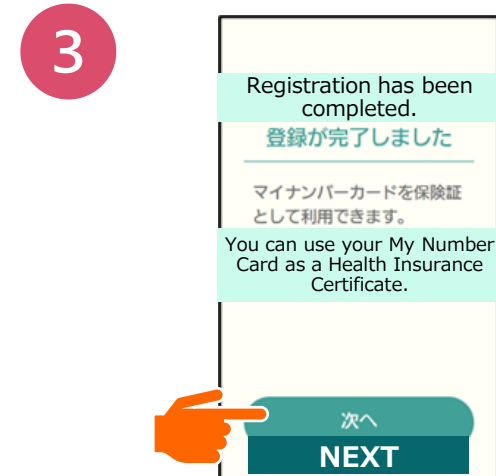 3
Registration has been
completed.
登録が完了しました
マイナンバーカードを保険証
として利用できます。
You can use your My Number
Card as a Health Insurance
Certificate.
次へ
NEXT